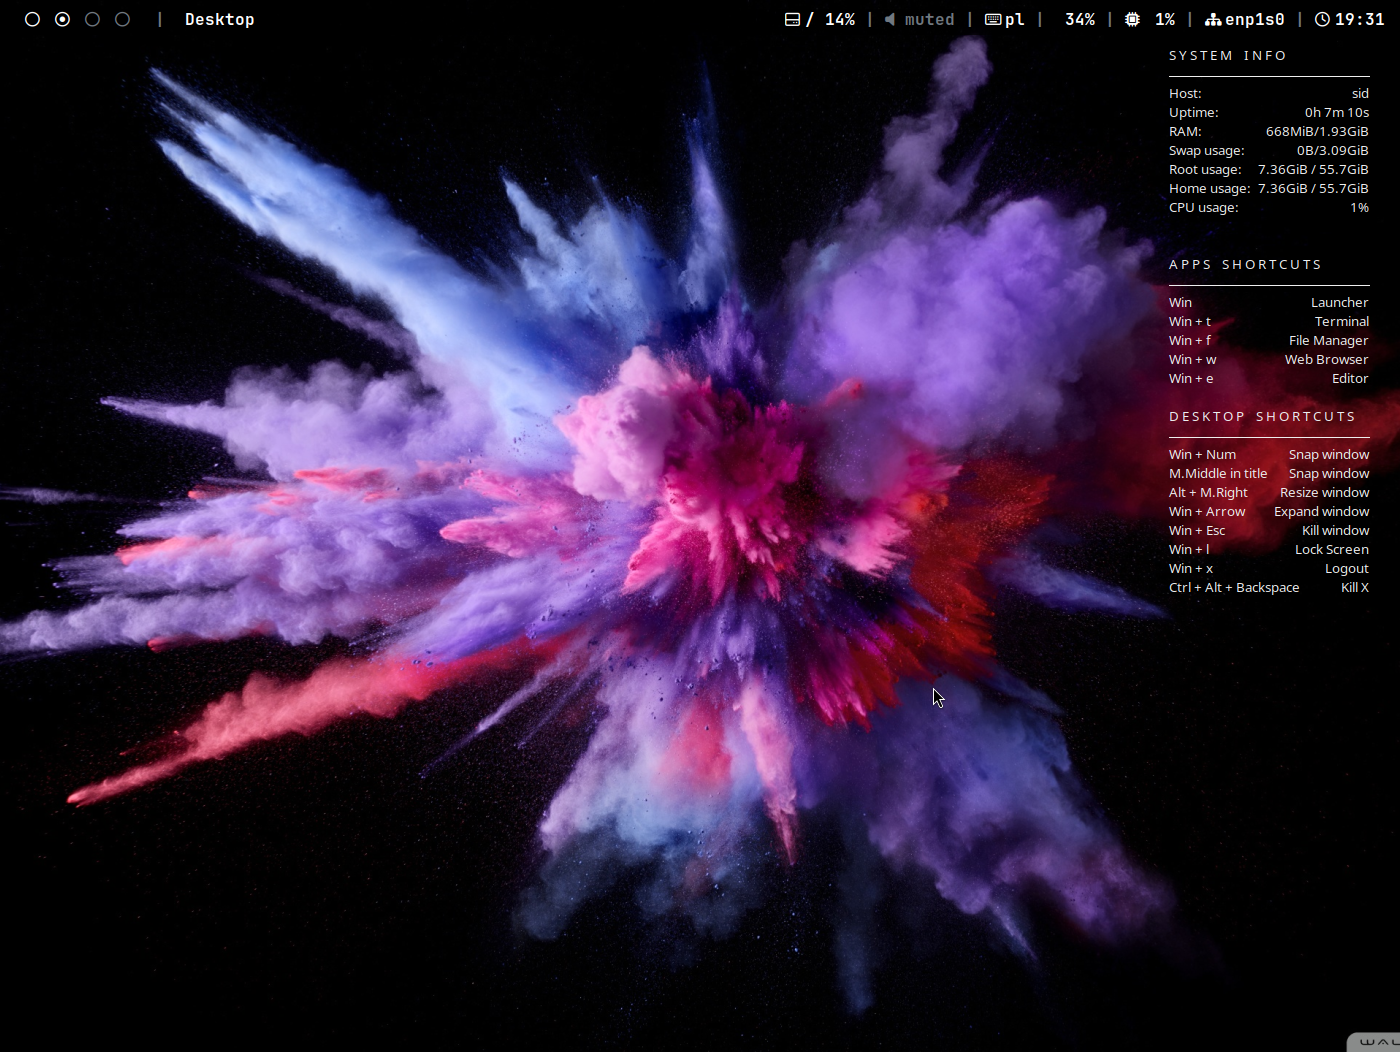 | Desktop
/ 14% | muted | pl | 34% | 1% | enp1s0 | 19:31
SYSTEM INFO
Host: sid
Uptime: 0h 7m 10s
RAM: 668MiB/1.93GiB
Swap usage: 0B/3.09GiB
Root usage: 7.36GiB / 55.7GiB
Home usage: 7.36GiB / 55.7GiB
CPU usage: 1%
APPS SHORTCUTS
Win Launcher
Win + t Terminal
Win + f File Manager
Win + w Web Browser
Win + e Editor
DESKTOP SHORTCUTS
Win + Num Snap window
M.Middle in title Snap window
Alt + M.Right Resize window
Win + Arrow Expand window
Win + Esc Kill window
Win + l Lock Screen
Win + x Logout
Ctrl + Alt + Backspace Kill X